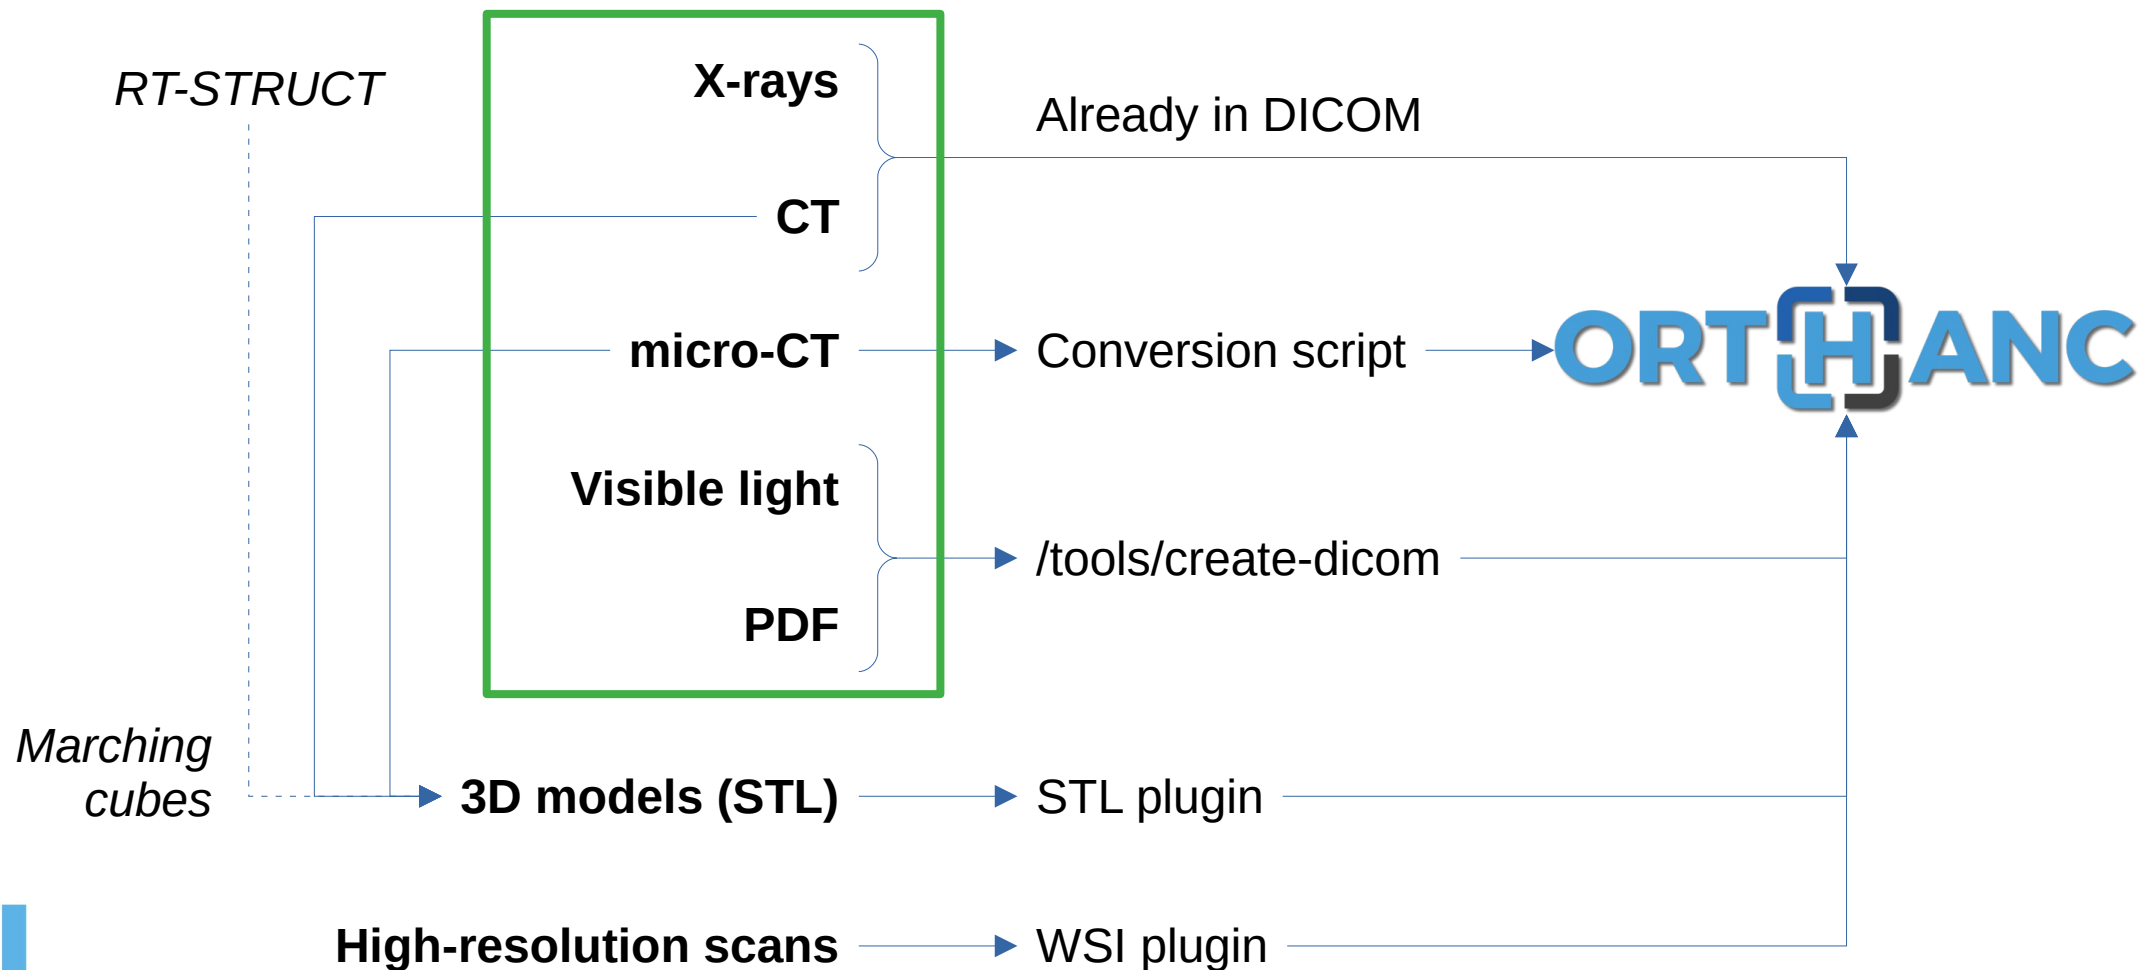 RT-STRUCT
X-rays
Already in DICOM
CT
micro-CT
Conversion script
ORTHANC
Visible light
/tools/create-dicom
PDF
Marching
cubes
3D models (STL)
STL plugin
High-resolution scans
WSI plugin